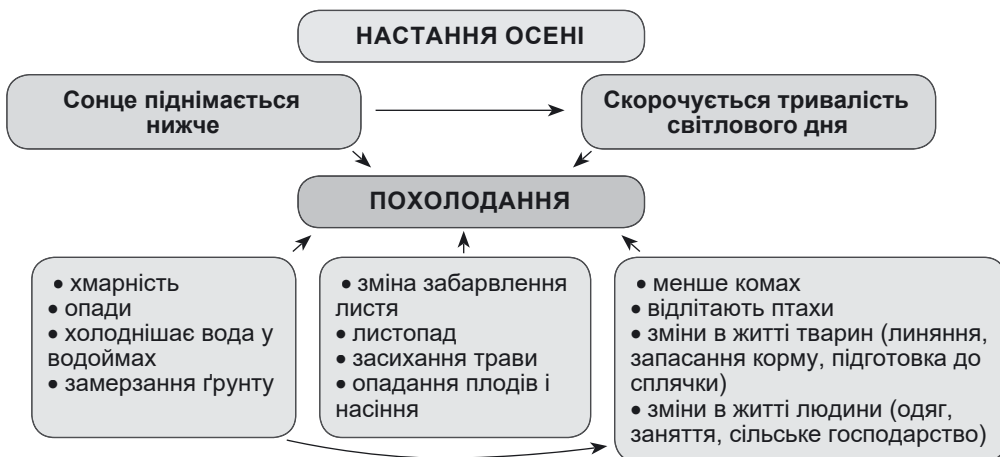 НАСТАННЯ ОСЕНІ
Сонце піднімається
нижче
Скорочується тривалість
світлового дня
ПОХОЛОДАННЯ
• хмарність
• опади
• холоднішає вода у
водоймах
• замерзання ґрунту
• зміна забарвлення
листя
• листопад
• засихання трави
• опадання плодів і
насіння
• менше комах
• відлітають птахи
• зміни в житті тварин (линяння,
запасання корму, підготовка до
сплячки)
• зміни в житті людини (одяг,
заняття, сільське господарство)